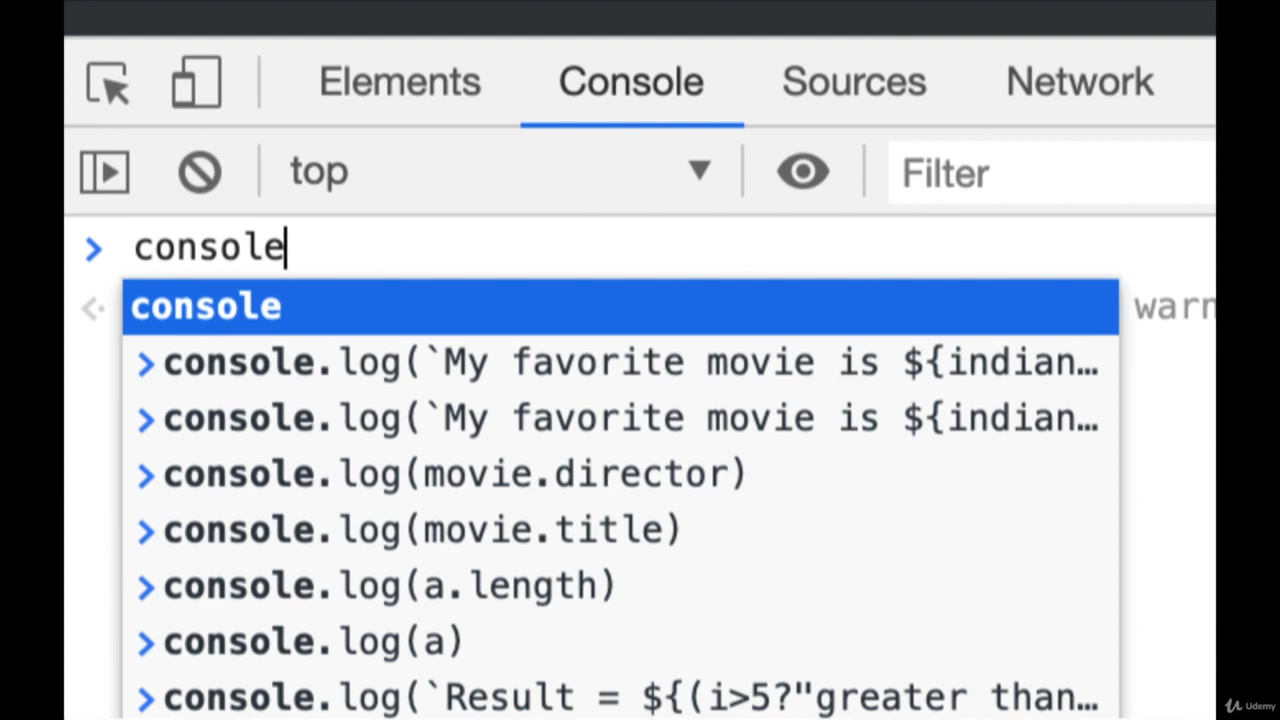 Elements Console Sources Network
top Filter
console
console
warn
console.log(`My favorite movie is ${indian…
console.log(`My favorite movie is ${indian…
console.log(movie.director)
console.log(movie.title)
console.log(a.length)
console.log(a)
console.log(`Result = ${(i>5?"greater than…
Udemy